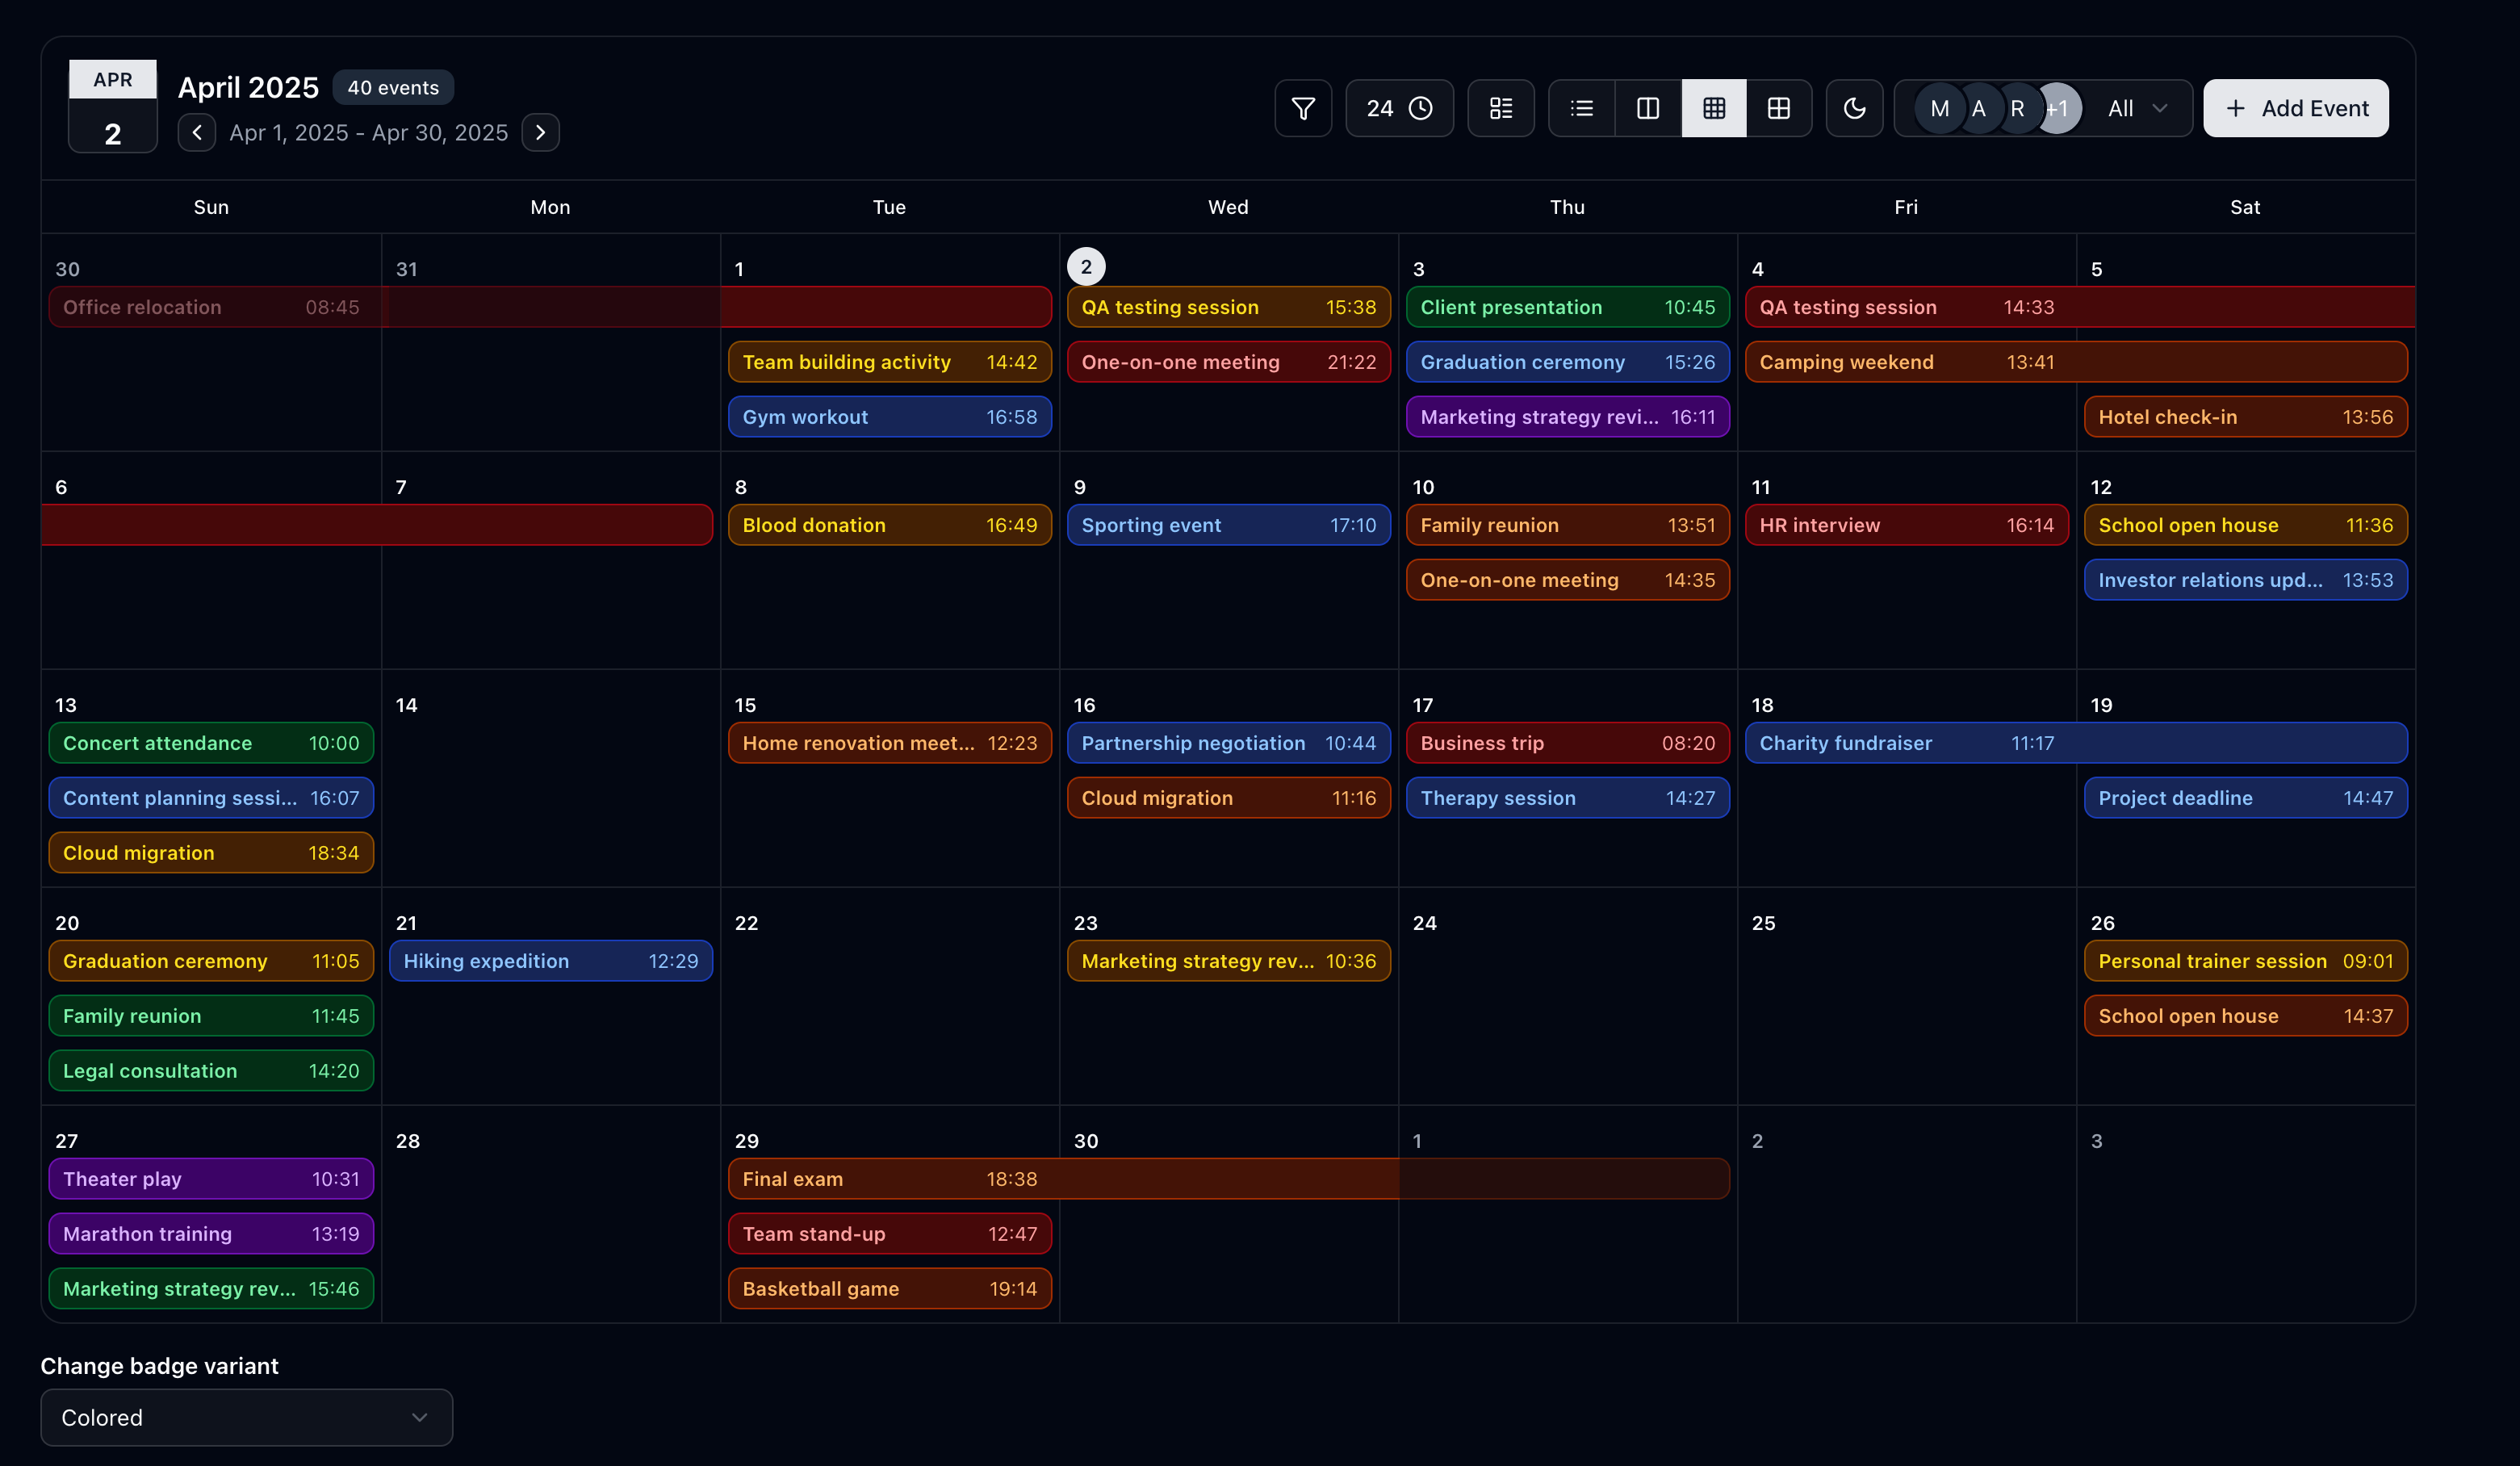 APR
2
April 2025 40 events
Apr 1, 2025 - Apr 30, 2025
24
M A R +1 All
+ Add Event
Sun Mon Tue Wed Thu Fri Sat
30 31 1 2 3 4 5
Office relocation 08:45 QA testing session 15:38 Client presentation 10:45 QA testing session 14:33
Team building activity 14:42 One-on-one meeting 21:22 Graduation ceremony 15:26 Camping weekend 13:41
Gym workout 16:58 Marketing strategy revi... 16:11 Hotel check-in 13:56
6 7 8 9 10 11 12
Blood donation 16:49 Sporting event 17:10 Family reunion 13:51 HR interview 16:14 School open house 11:36
One-on-one meeting 14:35 Investor relations upd... 13:53
13 14 15 16 17 18 19
Concert attendance 10:00 Home renovation meet... 12:23 Partnership negotiation 10:44 Business trip 08:20 Charity fundraiser 11:17
Content planning sessi... 16:07 Cloud migration 11:16 Therapy session 14:27 Project deadline 14:47
Cloud migration 18:34
20 21 22 23 24 25 26
Graduation ceremony 11:05 Hiking expedition 12:29 Marketing strategy rev... 10:36 Personal trainer session 09:01
Family reunion 11:45 School open house 14:37
Legal consultation 14:20
27 28 29 30 1 2 3
Theater play 10:31 Final exam 18:38
Marathon training 13:19 Team stand-up 12:47
Marketing strategy rev... 15:46 Basketball game 19:14
Change badge variant
Colored